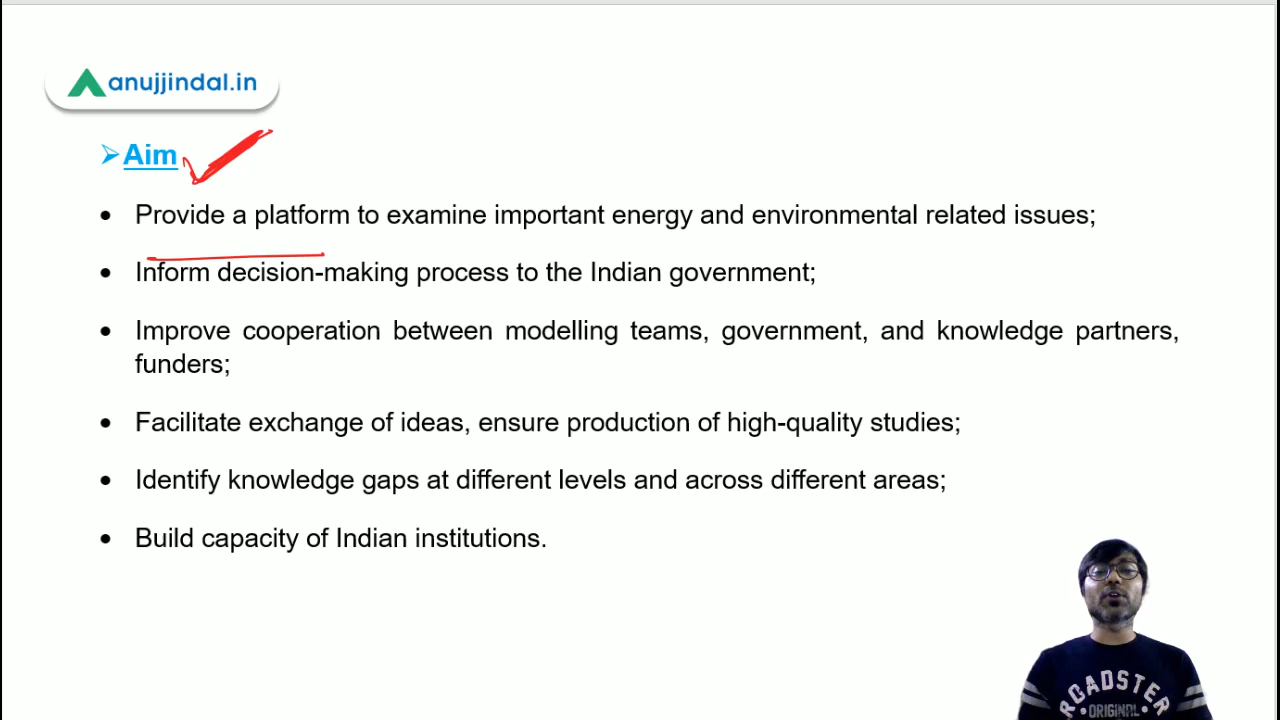 anujjindal.in
Aim
• Provide a platform to examine important energy and environmental related issues;
• Inform decision-making process to the Indian government;
• Improve cooperation between modelling teams, government, and knowledge partners,
funders;
• Facilitate exchange of ideas, ensure production of high-quality studies;
• Identify knowledge gaps at different levels and across different areas;
• Build capacity of Indian institutions.
ROADSTER
ORIGINAL